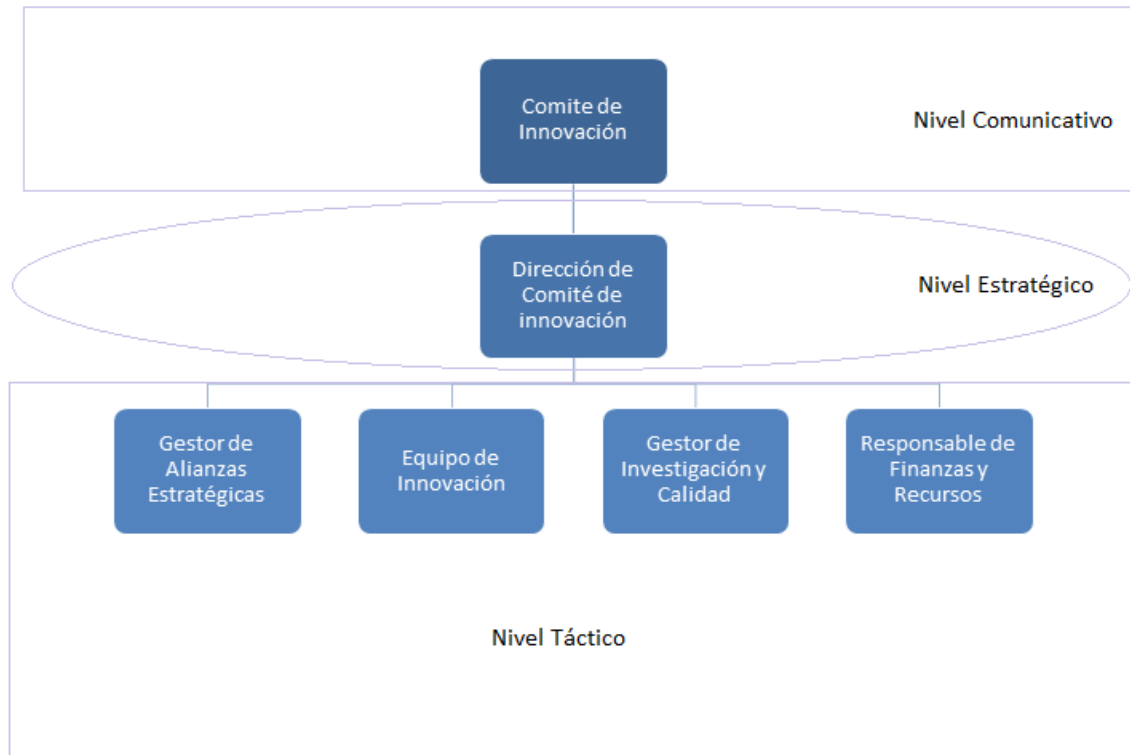 Comite de
Innovación
Nivel Comunicativo
Dirección de
Comité de
innovación
Nivel Estratégico
Gestor de
Alianzas
Estratégicas
Equipo de
Innovación
Gestor de
Investigación y
Calidad
Responsable de
Finanzas y
Recursos
Nivel Táctico